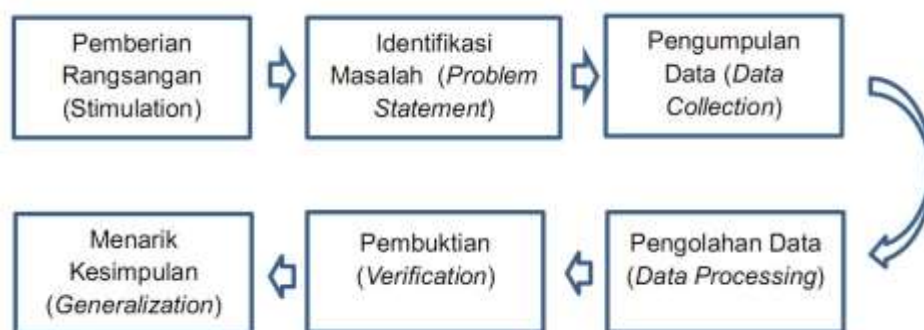 Pemberian
Rangsangan
(Stimulation)
Identifikasi
Masalah (Problem
Statement)
Pengumpulan
Data (Data
Collection)
Pengolahan Data
(Data Processing)
Pembuktian
(Verification)
Menarik
Kesimpulan
(Generalization)